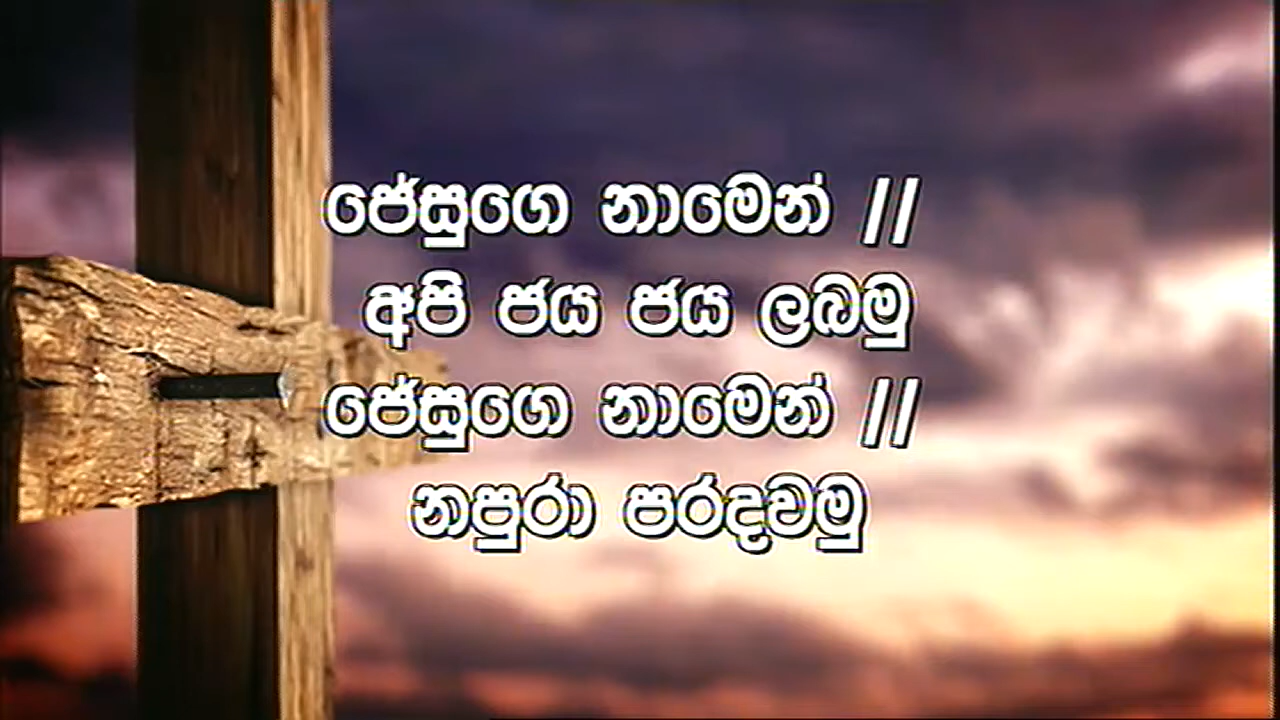 ජේසුගෙ නාමෙන් //
අපි ජය ජය ලබමු
ජේසුගෙ නාමෙන් //
නපුරා පරදවමු